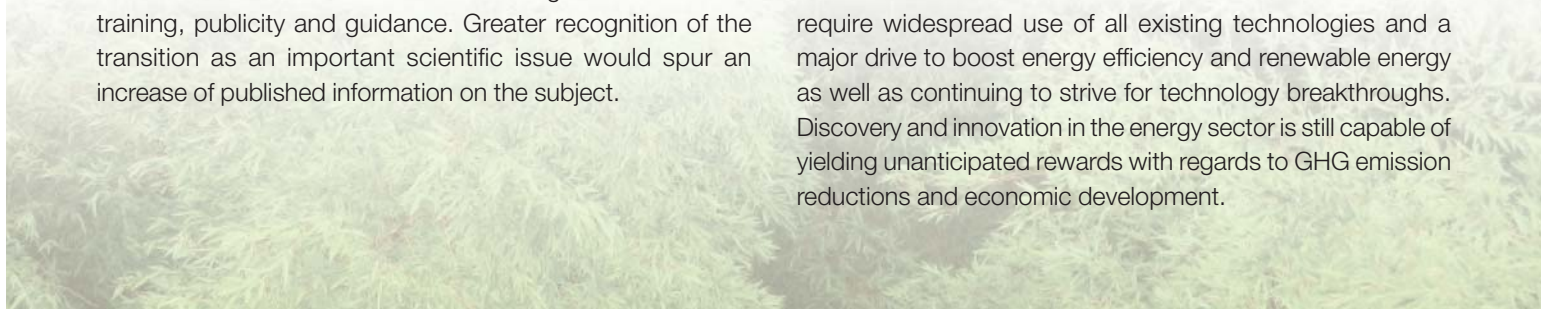 training, publicity and guidance. Greater recognition of the
transition as an important scientific issue would spur an
increase of published information on the subject.
require widespread use of all existing technologies and a
major drive to boost energy efficiency and renewable energy
as well as continuing to strive for technology breakthroughs.
Discovery and innovation in the energy sector is still capable of
yielding unanticipated rewards with regards to GHG emission
reductions and economic development.